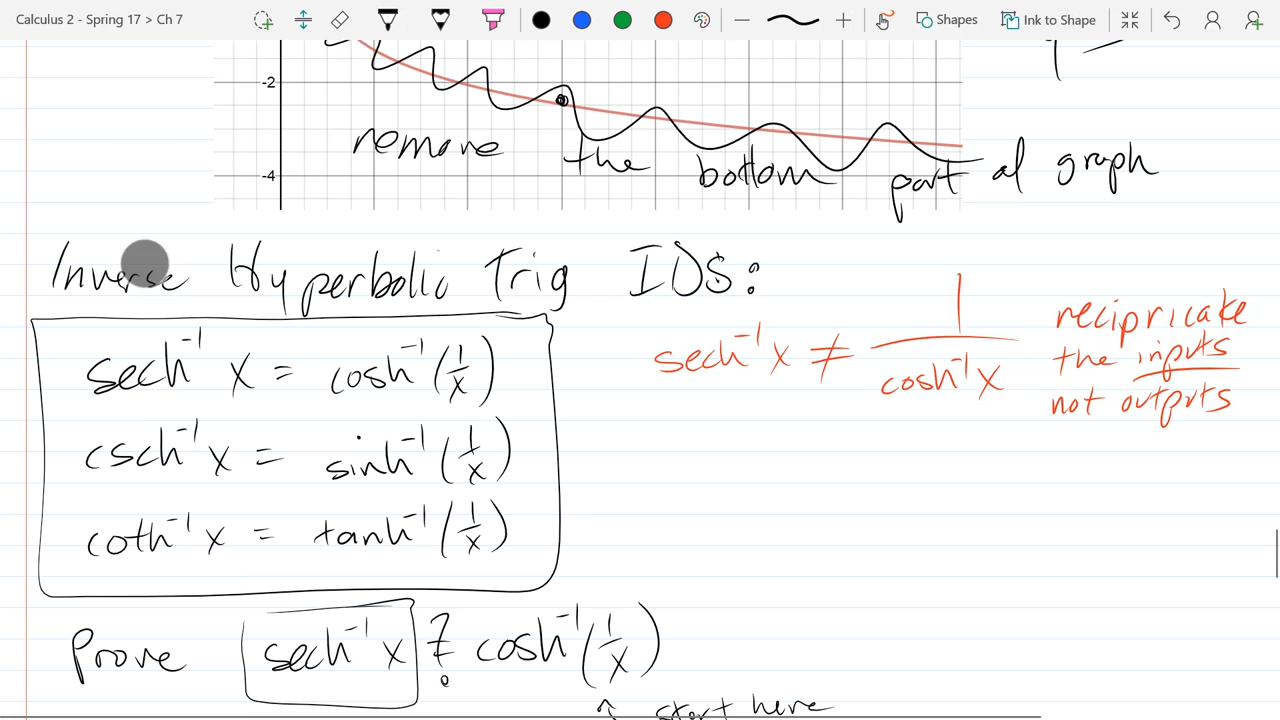 Calculus 2 - Spring 17 > Ch 7
Shapes
Ink to Shape
-2
-4
remove the bottom part of graph
Inverse Hyperbolic Trig IDS:
sech⁻¹ x = cosh⁻¹(1/x)
csch⁻¹ x = sinh⁻¹(1/x)
coth⁻¹ x = tanh⁻¹(1/x)
sech⁻¹ x ≠ 1/cosh⁻¹ x
recipricate
the inputs
not outputs
Prove sech⁻¹ x ≟ cosh⁻¹(1/x)
↑ start here